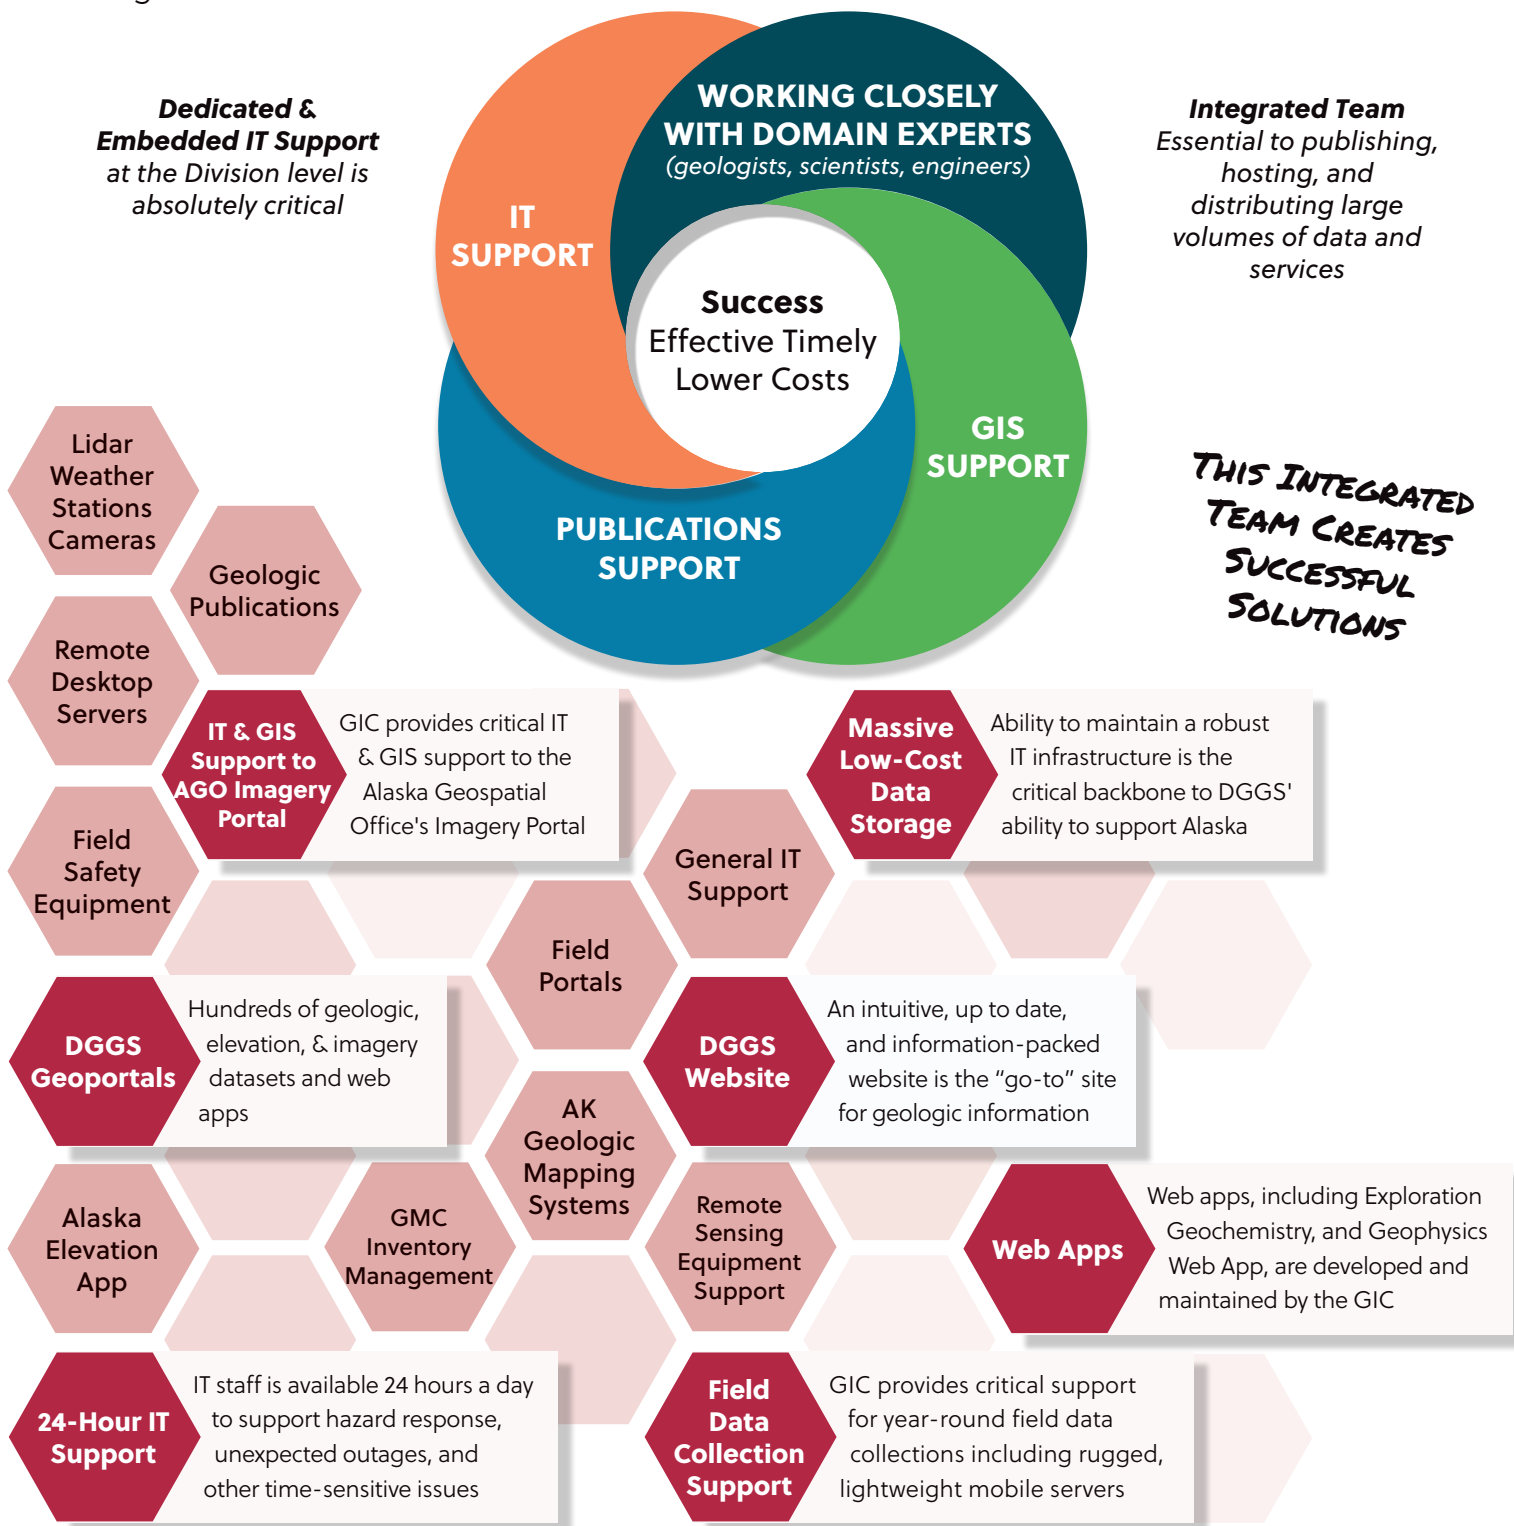 Dedicated &
Embedded IT Support
at the Division level is
absolutely critical
WORKING CLOSELY
WITH DOMAIN EXPERTS
(geologists, scientists, engineers)
Integrated Team
Essential to publishing,
hosting, and
distributing large
volumes of data and
services
IT
SUPPORT
Success
Effective Timely
Lower Costs
GIS
SUPPORT
PUBLICATIONS
SUPPORT
THIS INTEGRATED
TEAM CREATES
SUCCESSFUL
SOLUTIONS
Lidar
Weather
Stations
Cameras
Geologic
Publications
Remote
Desktop
Servers
IT & GIS
Support to
AGO Imagery
Portal
GIC provides critical IT
& GIS support to the
Alaska Geospatial
Office's Imagery Portal
Massive
Low-Cost
Data
Storage
Ability to maintain a robust
IT infrastructure is the
critical backbone to DGGS'
ability to support Alaska
Field
Safety
Equipment
General IT
Support
Field
Portals
DGGS
Geoportals
Hundreds of geologic,
elevation, & imagery
datasets and web
apps
DGGS
Website
An intuitive, up to date,
and information-packed
website is the “go-to” site
for geologic information
AK
Geologic
Mapping
Systems
Alaska
Elevation
App
GMC
Inventory
Management
Remote
Sensing
Equipment
Support
Web Apps
Web apps, including Exploration
Geochemistry, and Geophysics
Web App, are developed and
maintained by the GIC
24-Hour IT
Support
IT staff is available 24 hours a day
to support hazard response,
unexpected outages, and
other time-sensitive issues
Field
Data
Collection
Support
GIC provides critical support
for year-round field data
collections including rugged,
lightweight mobile servers